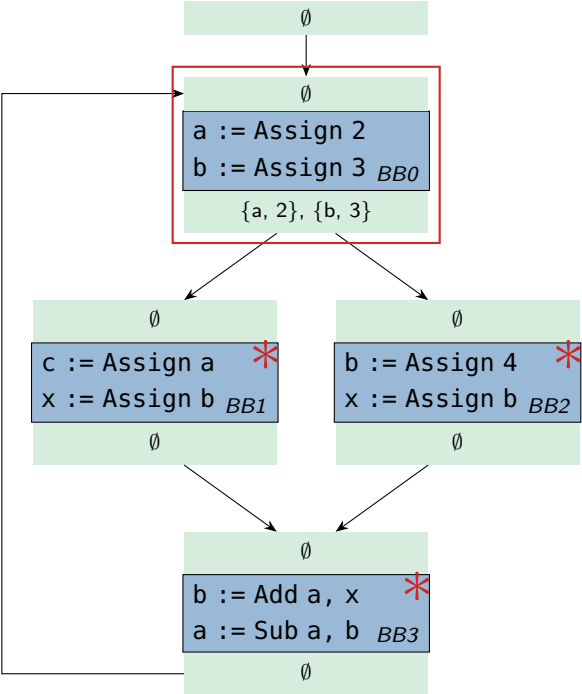 ∅
∅
a := Assign 2
b := Assign 3 BB0
{a, 2}, {b, 3}
∅
c := Assign a *
x := Assign b BB1
∅
∅
b := Assign 4 *
x := Assign b BB2
∅
∅
b := Add a, x *
a := Sub a, b BB3
∅